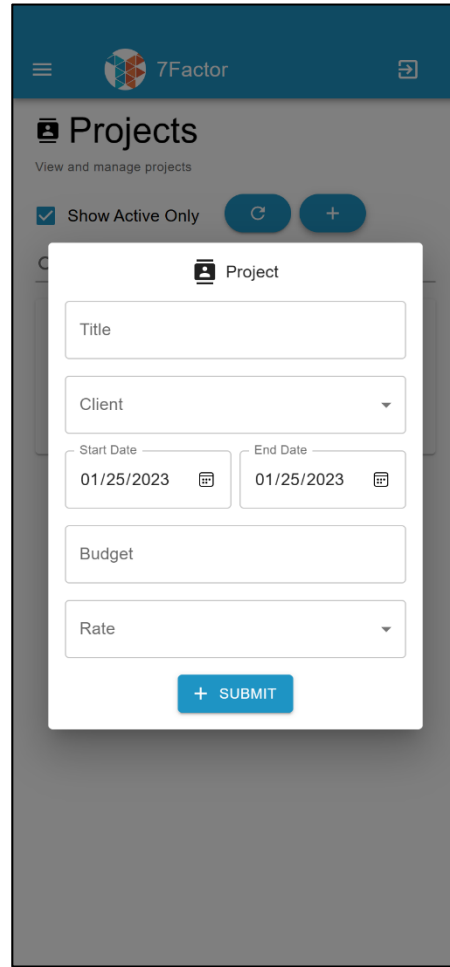 7Factor
Projects
View and manage projects
Show Active Only
Project
Title
Client
Start Date
End Date
01/25/2023
01/25/2023
Budget
Rate
+ SUBMIT